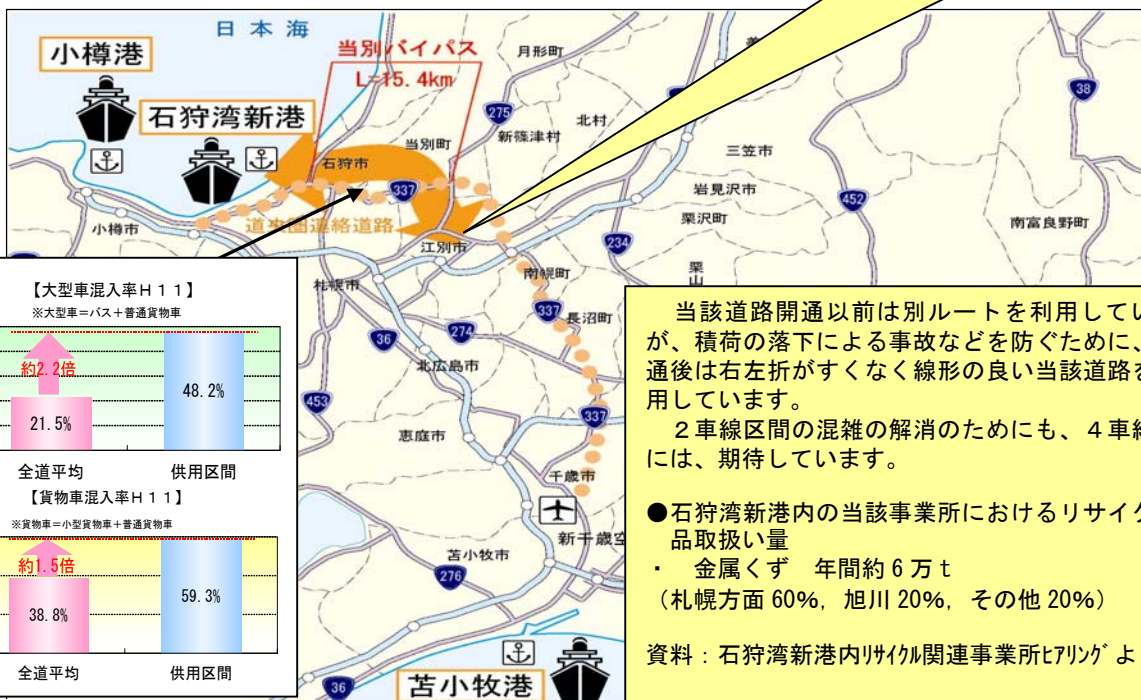 日本海
小樽港
石狩湾新港
当別バイパス
L=15.4km
月形町
275
北村
新篠津村
当別町
石狩市
337
三笠市
岩見沢市
栗沢町
38
452
南富良野町
小樽市
道央圏連絡道路
江別市
234
札幌市
南幌町
栗山
337
長沼町
36
274
北広島市
453
恵庭市
337
千歳市
新千歳空
苫小牧市
276
36
苫小牧港
【大型車混入率H11】
※大型車=バス+普通貨物車
約2.2倍
21.5%
48.2%
全道平均
供用区間
【貨物車混入率H11】
※貨物車=小型貨物車+普通貨物車
約1.5倍
38.8%
59.3%
全道平均
供用区間
当該道路開通以前は別ルートを利用してい
が、積荷の落下による事故などを防ぐために、
通後は右左折がすくなく線形の良い当該道路を
用しています。
2車線区間の混雑の解消のためにも、4車線
には、期待しています。
●石狩湾新港内の当該事業所におけるリサイク
品取扱い量
・ 金属くず 年間約6万t
(札幌方面60%, 旭川20%, その他20%)
資料:石狩湾新港内リサイクル関連事業所ヒアリングよ